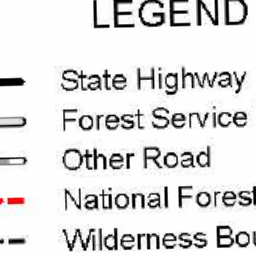 LEGEND
State Highway
Forest Service
Other Road
National Forest
Wilderness Bou